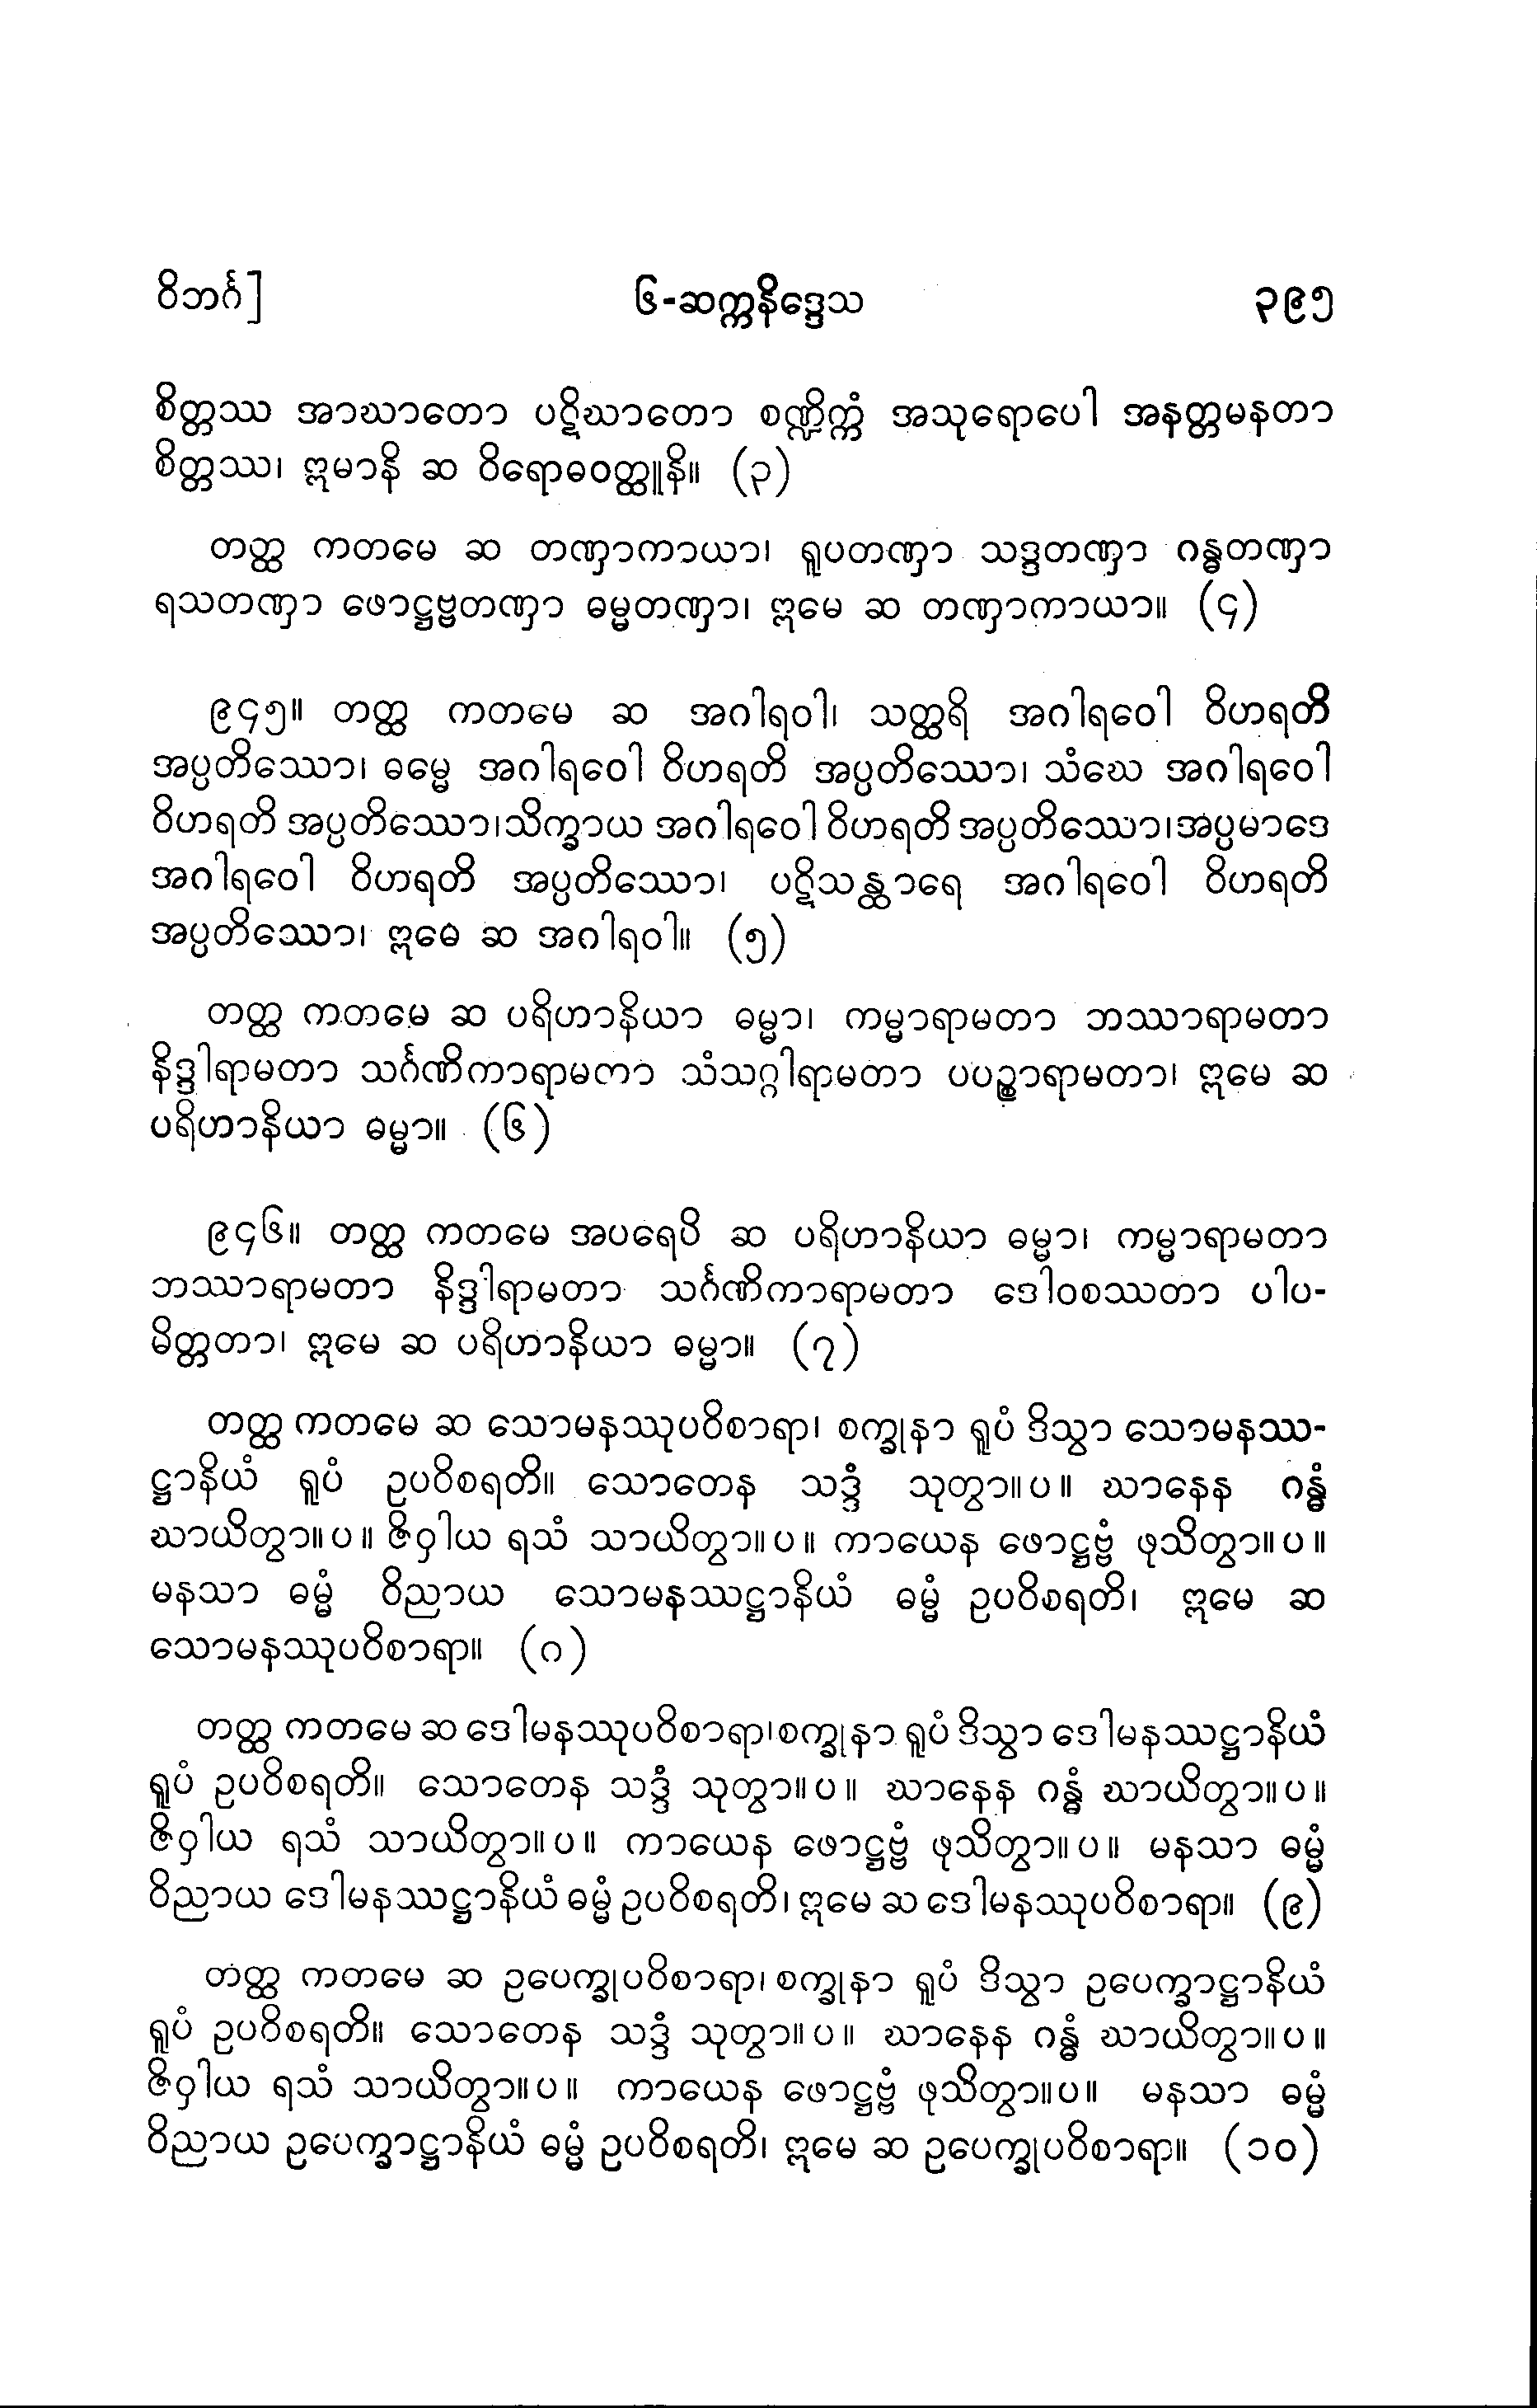 ဝိဘင်္ဂ]
၆-ဆက္ကနိဒ္ဒေသ
၃၉၅
စိတ္တဿ အာဃာတော ပဋိဃာတော စဏ္ဍိက္ကံ အသုရောပေါ အနတ္တမနတာ
စိတ္တဿ၊ ဣမာနိ ဆ ဝိရောဓဝတ္ထူနိ။ (၃)
တတ္ထ ကတမေ ဆ တဏှာကာယာ၊ ရူပတဏှာ သဒ္ဒတဏှာ ဂန္ဓတဏှာ
ရသတဏှာ ဖောဋ္ဌဗ္ဗတဏှာ ဓမ္မတဏှာ၊ ဣမေ ဆ တဏှာကာယာ။ (၄)
၉၄၅။ တတ္ထ ကတမေ ဆ အဂါရဝါ၊ သတ္ထရိ အဂါရဝေါ ဝိဟရတိ
အပ္ပတိဿော၊ ဓမ္မေ အဂါရဝေါ ဝိဟရတိ အပ္ပတိဿော၊ သံဃေ အဂါရဝေါ
ဝိဟရတိ အပ္ပတိဿော၊သိက္ခာယ အဂါရဝေါ ဝိဟရတိ အပ္ပတိဿော၊အပ္ပမာဒေ
အဂါရဝေါ ဝိဟရတိ အပ္ပတိဿော၊ ပဋိသန္ထာရေ အဂါရဝေါ ဝိဟရတိ
အပ္ပတိဿော၊ ဣမေ ဆ အဂါရဝါ။ (၅)
တတ္ထ ကတမေ ဆ ပရိဟာနိယာ ဓမ္မာ၊ ကမ္မာရာမတာ ဘဿာရာမတာ
နိဒ္ဒါရာမတာ သင်္ဂဏိကာရာမတာ သံသဂ္ဂါရာမတာ ပပဉ္စာရာမတာ၊ ဣမေ ဆ
ပရိဟာနိယာ ဓမ္မာ။ (၆)
၉၄၆။ တတ္ထ ကတမေ အပရေပိ ဆ ပရိဟာနိယာ ဓမ္မာ၊ ကမ္မာရာမတာ
ဘဿာရာမတာ နိဒ္ဒါရာမတာ သင်္ဂဏိကာရာမတာ ဒေါဝစဿတာ ပါပ-
မိတ္တတာ၊ ဣမေ ဆ ပရိဟာနိယာ ဓမ္မာ။ (၇)
တတ္ထ ကတမေ ဆ သောမနဿုပဝိစာရာ၊ စက္ခုနာ ရူပံ ဒိသွာ သောမနဿ-
ဋ္ဌာနိယံ ရူပံ ဥပဝိစရတိ။ သောတေန သဒ္ဒံ သုတွာ။ပ။ ဃာနေန ဂန္ဓံ
ဃာယိတွာ။ပ။ ဇိဝှါယ ရသံ သာယိတွာ။ပ။ ကာယေန ဖောဋ္ဌဗ္ဗံ ဖုသိတွာ။ပ။
မနသာ ဓမ္မံ ဝိညာယ သောမနဿဋ္ဌာနိယံ ဓမ္မံ ဥပဝိစရတိ၊ ဣမေ ဆ
သောမနဿုပဝိစာရာ။ (ဂ)
တတ္ထ ကတမေ ဆ ဒေါမနဿုပဝိစာရာ၊စက္ခုနာ ရူပံ ဒိသွာ ဒေါမနဿဋ္ဌာနိယံ
ရူပံ ဥပဝိစရတိ။ သောတေန သဒ္ဒံ သုတွာ။ပ။ ဃာနေန ဂန္ဓံ ဃာယိတွာ။ပ။
ဇိဝှါယ ရသံ သာယိတွာ။ပ။ ကာယေန ဖောဋ္ဌဗ္ဗံ ဖုသိတွာ။ပ။ မနသာ ဓမ္မံ
ဝိညာယ ဒေါမနဿဋ္ဌာနိယံ ဓမ္မံ ဥပဝိစရတိ၊ ဣမေ ဆ ဒေါမနဿုပဝိစာရာ။ (၉)
တတ္ထ ကတမေ ဆ ဥပေက္ခုပဝိစာရာ၊ စက္ခုနာ ရူပံ ဒိသွာ ဥပေက္ခာဋ္ဌာနိယံ
ရူပံ ဥပဝိစရတိ။ သောတေန သဒ္ဒံ သုတွာ။ပ။ ဃာနေန ဂန္ဓံ ဃာယိတွာ။ပ။
ဇိဝှါယ ရသံ သာယိတွာ။ပ။ ကာယေန ဖောဋ္ဌဗ္ဗံ ဖုသိတွာ။ပ။ မနသာ ဓမ္မံ
ဝိညာယ ဥပေက္ခာဋ္ဌာနိယံ ဓမ္မံ ဥပဝိစရတိ၊ ဣမေ ဆ ဥပေက္ခုပဝိစာရာ။ (၁၀)